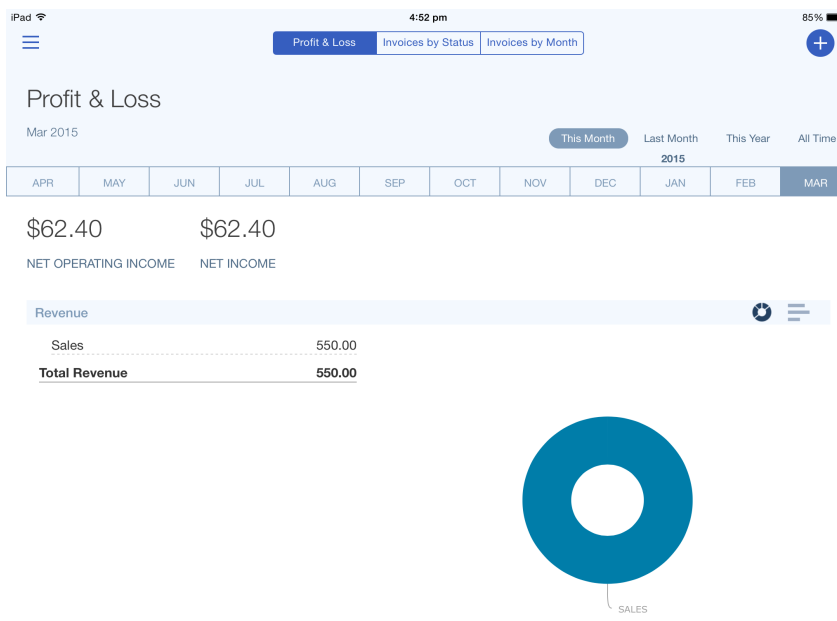 iPad 4:52 pm 85%
Profit & Loss Invoices by Status Invoices by Month
Profit & Loss
Mar 2015
This Month Last Month This Year All Time
2015
APR MAY JUN JUL AUG SEP OCT NOV DEC JAN FEB MAR
$62.40 $62.40
NET OPERATING INCOME NET INCOME
Revenue
Sales 550.00
Total Revenue 550.00
SALES